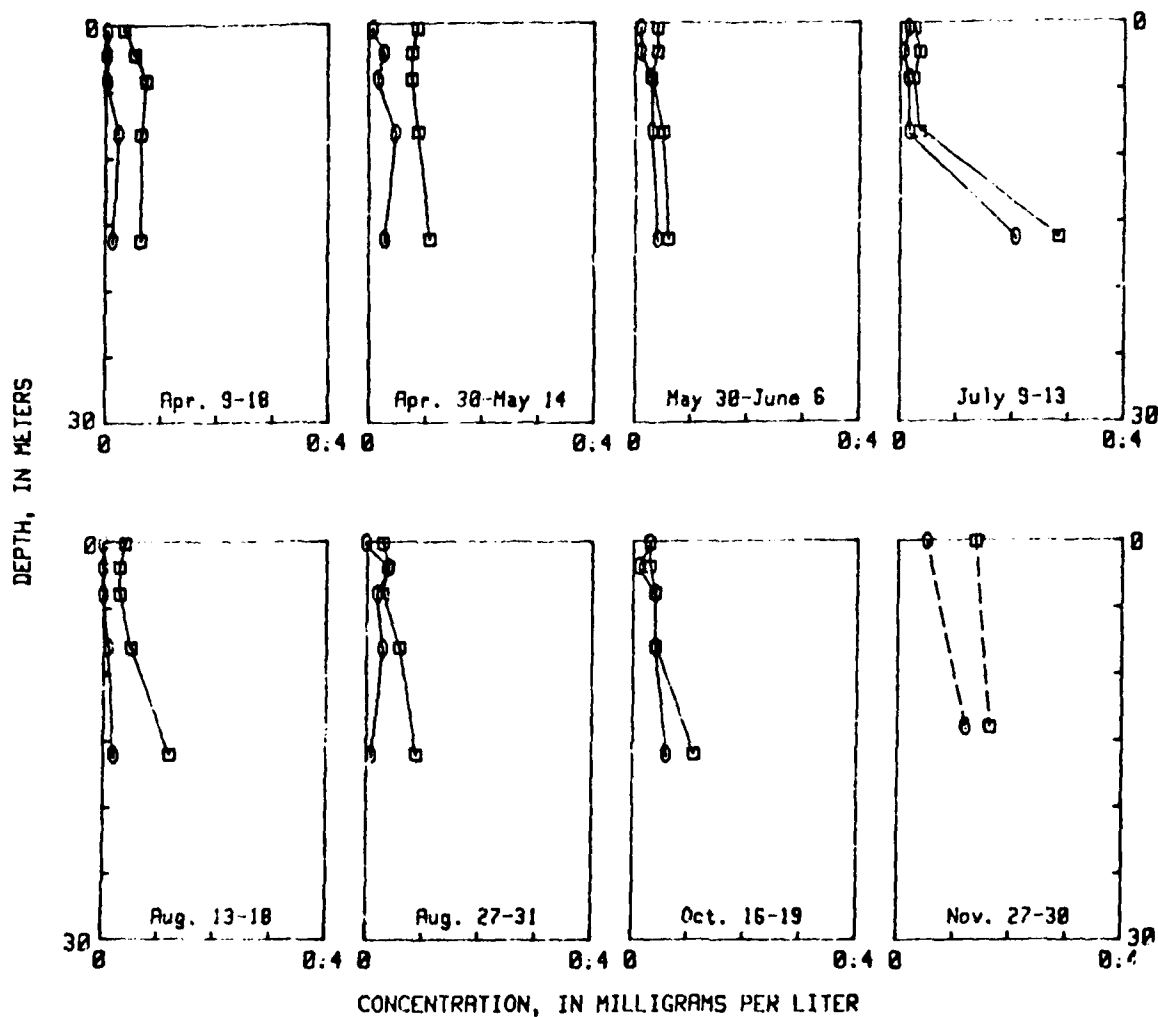 DEPTH, IN METERS
0
0
Apr. 9-18
Apr. 30-May 14
May 30-June 6
July 9-13
30
30
0
0.4
0
0.4
0
0.4
0
0.4
0
0
Aug. 13-18
Aug. 27-31
Oct. 16-19
Nov. 27-30
30
30
0
0.4
0
0.4
0
0.4
0
0.4
CONCENTRATION, IN MILLIGRAMS PER LITER